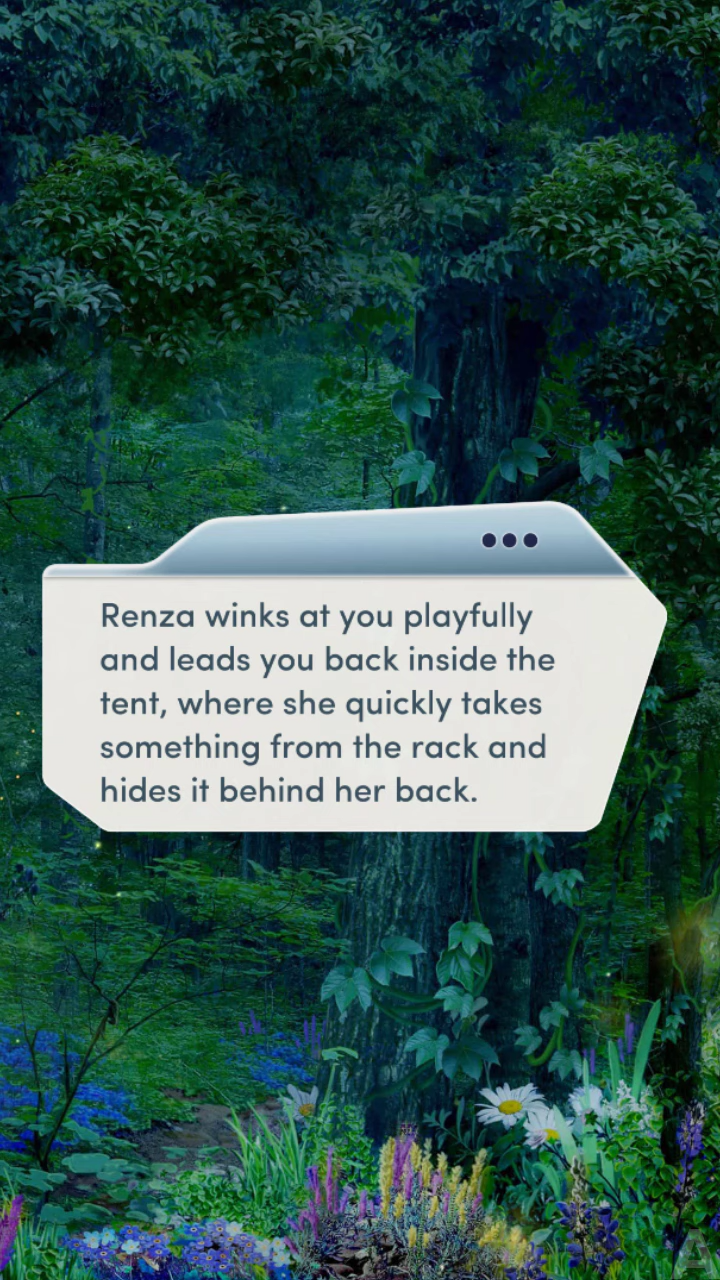 Renza winks at you playfully
and leads you back inside the
tent, where she quickly takes
something from the rack and
hides it behind her back.